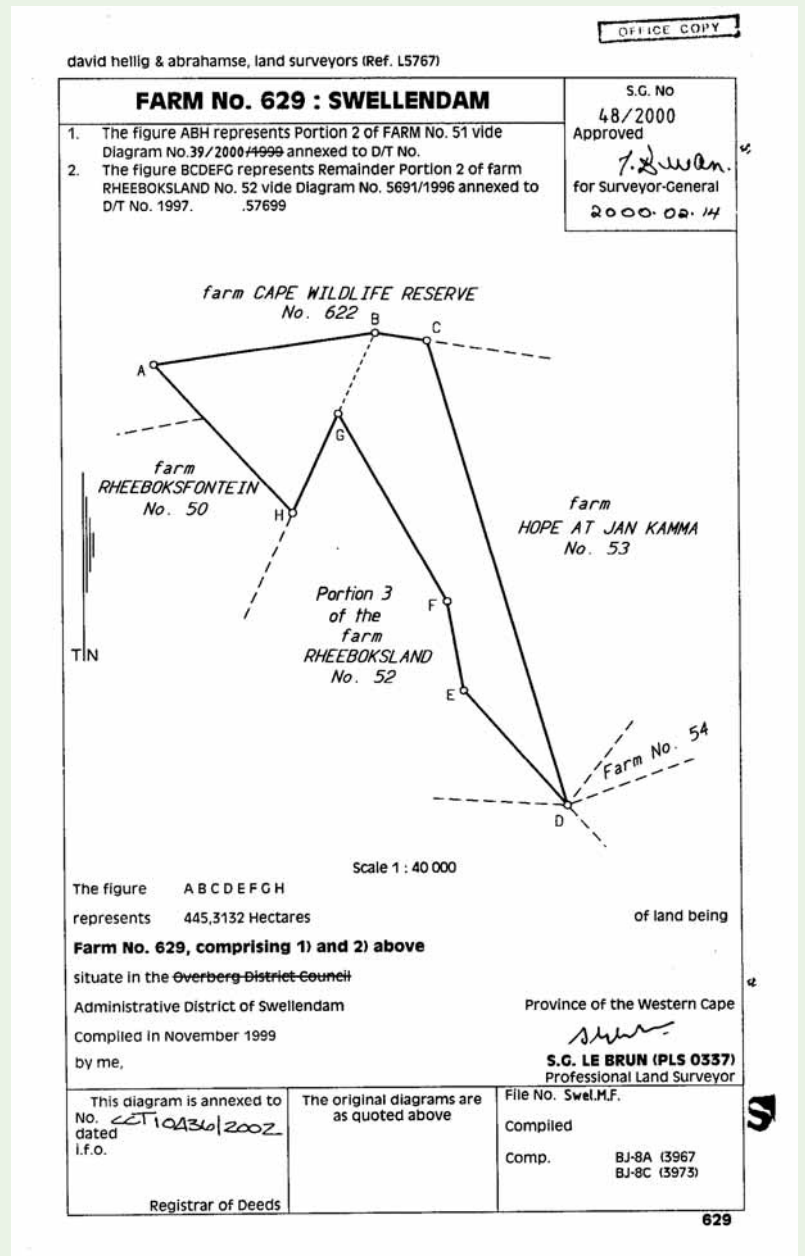 OFFICE COPY
david hellig & abrahamse, land surveyors (Ref. L5767)
FARM No. 629 : SWELLENDAM
S.G. No
48/2000
Approved
for Surveyor-General
2000.02.14
1. The figure ABH represents Portion 2 of FARM No. 51 vide
Diagram No.39/2000/1999 annexed to D/T No.
2. The figure BCDEFG represents Remainder Portion 2 of farm
RHEEBOKSLAND No. 52 vide Diagram No. 5691/1996 annexed to
D/T No. 1997. .57699
farm CAPE WILDLIFE RESERVE
No. 622
B
C
A
G
farm
RHEEBOKSFONTEIN
No. 50
H
farm
HOPE AT JAN KAMMA
No. 53
Portion 3
of the
farm
RHEEBOKSLAND
No. 52
F
TN
E
Farm No. 54
D
Scale 1 : 40 000
The figure A B C D E F G H
represents 445,3132 Hectares of land being
Farm No. 629, comprising 1) and 2) above
situate in the Overberg District Council
Administrative District of Swellendam Province of the Western Cape
Compiled in November 1999
by me,
S.G. LE BRUN (PLS 0337)
Professional Land Surveyor
This diagram is annexed to
No.
dated
i.f.o.
Registrar of Deeds
The original diagrams are
as quoted above
File No. Swel.M.F.
Compiled
Comp. BJ-8A (3967
BJ-8C (3973)
S
629